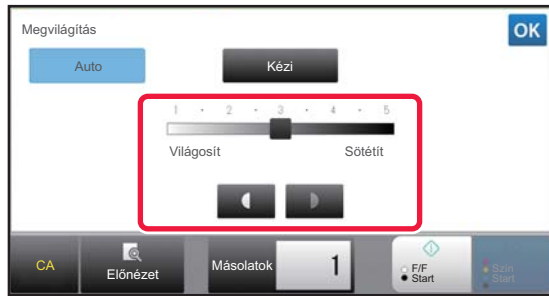 Megvilágítás
OK
Auto
Kézi
1 · 2 · 3 · 4 · 5
Világosít
Sötétít
CA
Előnézet
Másolatok
1
F/F
Start
Szín
Start